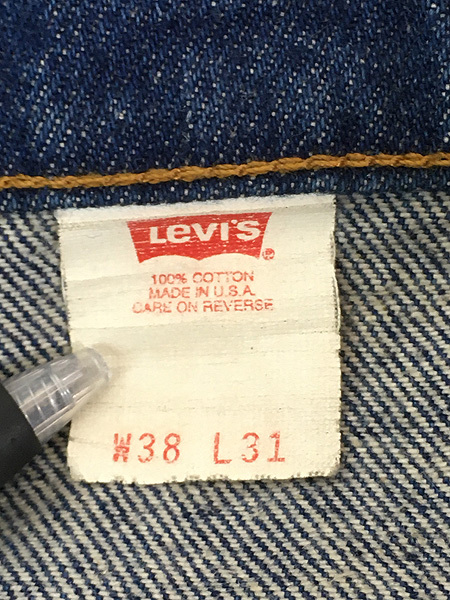 LEVI'S
100% COTTON
MADE IN U.S.A.
CARE ON REVERSE
W38 L31